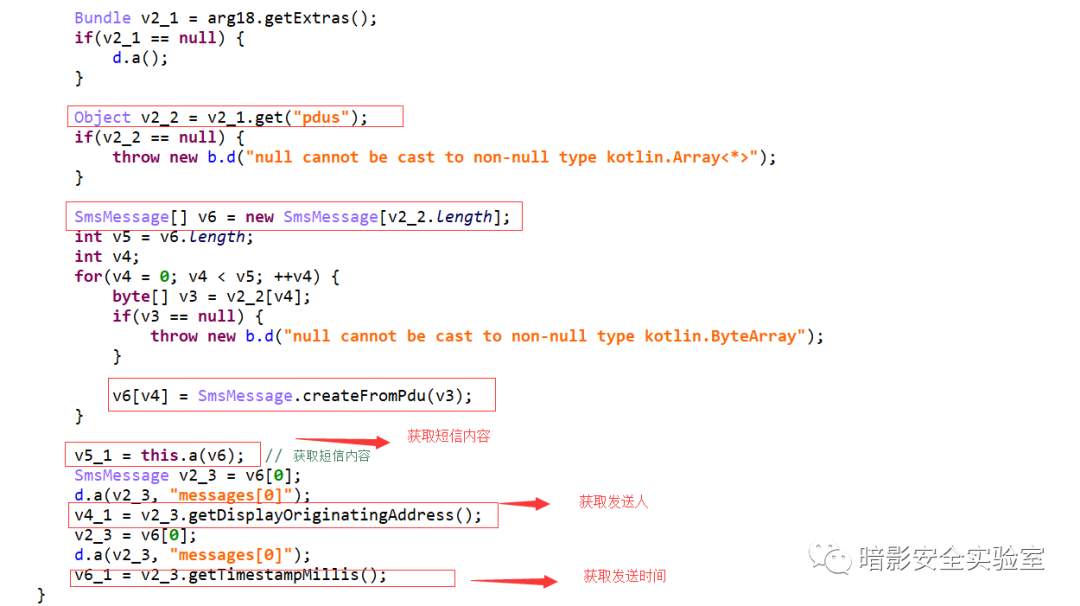 Bundle v2_1 = arg18.getExtras();
if(v2_1 == null) {
d.a();
}
Object v2_2 = v2_1.get("pdus");
if(v2_2 == null) {
throw new b.d("null cannot be cast to non-null type kotlin.Array<*>");
}
SmsMessage[] v6 = new SmsMessage[v2_2.length];
int v5 = v6.length;
int v4;
for(v4 = 0; v4 < v5; ++v4) {
byte[] v3 = v2_2[v4];
if(v3 == null) {
throw new b.d("null cannot be cast to non-null type kotlin.ByteArray");
}
v6[v4] = SmsMessage.createFromPdu(v3);
}
获取短信内容
v5_1 = this.a(v6); // 获取短信内容
SmsMessage v2_3 = v6[0];
d.a(v2_3, "messages[0]");
v4_1 = v2_3.getDisplayOriginatingAddress(); 获取发送人
v2_3 = v6[0];
d.a(v2_3, "messages[0]");
v6_1 = v2_3.getTimestampMillis(); 获取发送时间
}
暗影安全实验室